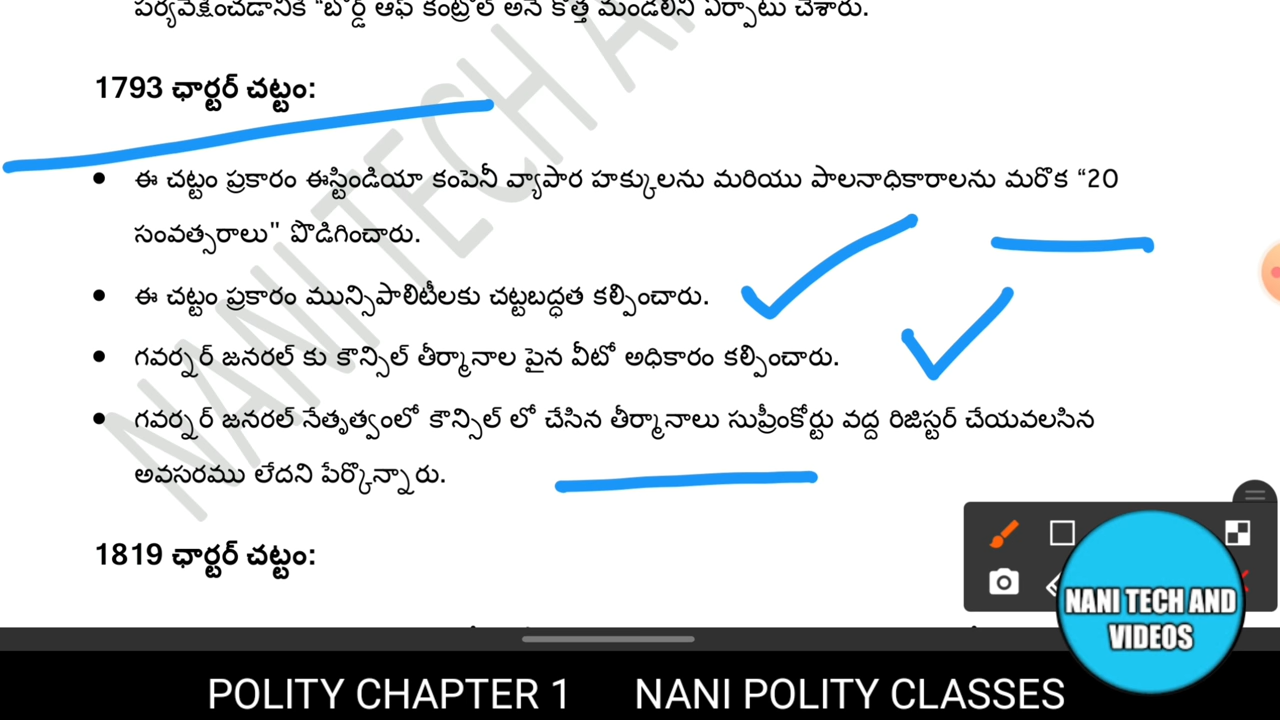 పర్యవేక్షించడానికి “బోర్డ్ ఆఫ్ కంట్రోల్ అనే కొత్త మండలిని ఏర్పాటు చేశారు.
1793 ఛార్టర్ చట్టం:
• ఈ చట్టం ప్రకారం ఈస్టిండియా కంపెనీ వ్యాపార హక్కులను మరియు పాలనాధికారాలను మరొక “20
సంవత్సరాలు" పొడిగించారు.
• ఈ చట్టం ప్రకారం మున్సిపాలిటీలకు చట్టబద్ధత కల్పించారు.
• గవర్నర్ జనరల్ కు కౌన్సిల్ తీర్మానాల పైన వీటో అధికారం కల్పించారు.
• గవర్నర్ జనరల్ నేతృత్వంలో కౌన్సిల్ లో చేసిన తీర్మానాలు సుప్రీంకోర్టు వద్ద రిజిస్టర్ చేయవలసిన
అవసరము లేదని పేర్కొన్నారు.
1819 ఛార్టర్ చట్టం:
NANI TECH A
NANI TECH AND
VIDEOS
POLITY CHAPTER 1 NANI POLITY CLASSES